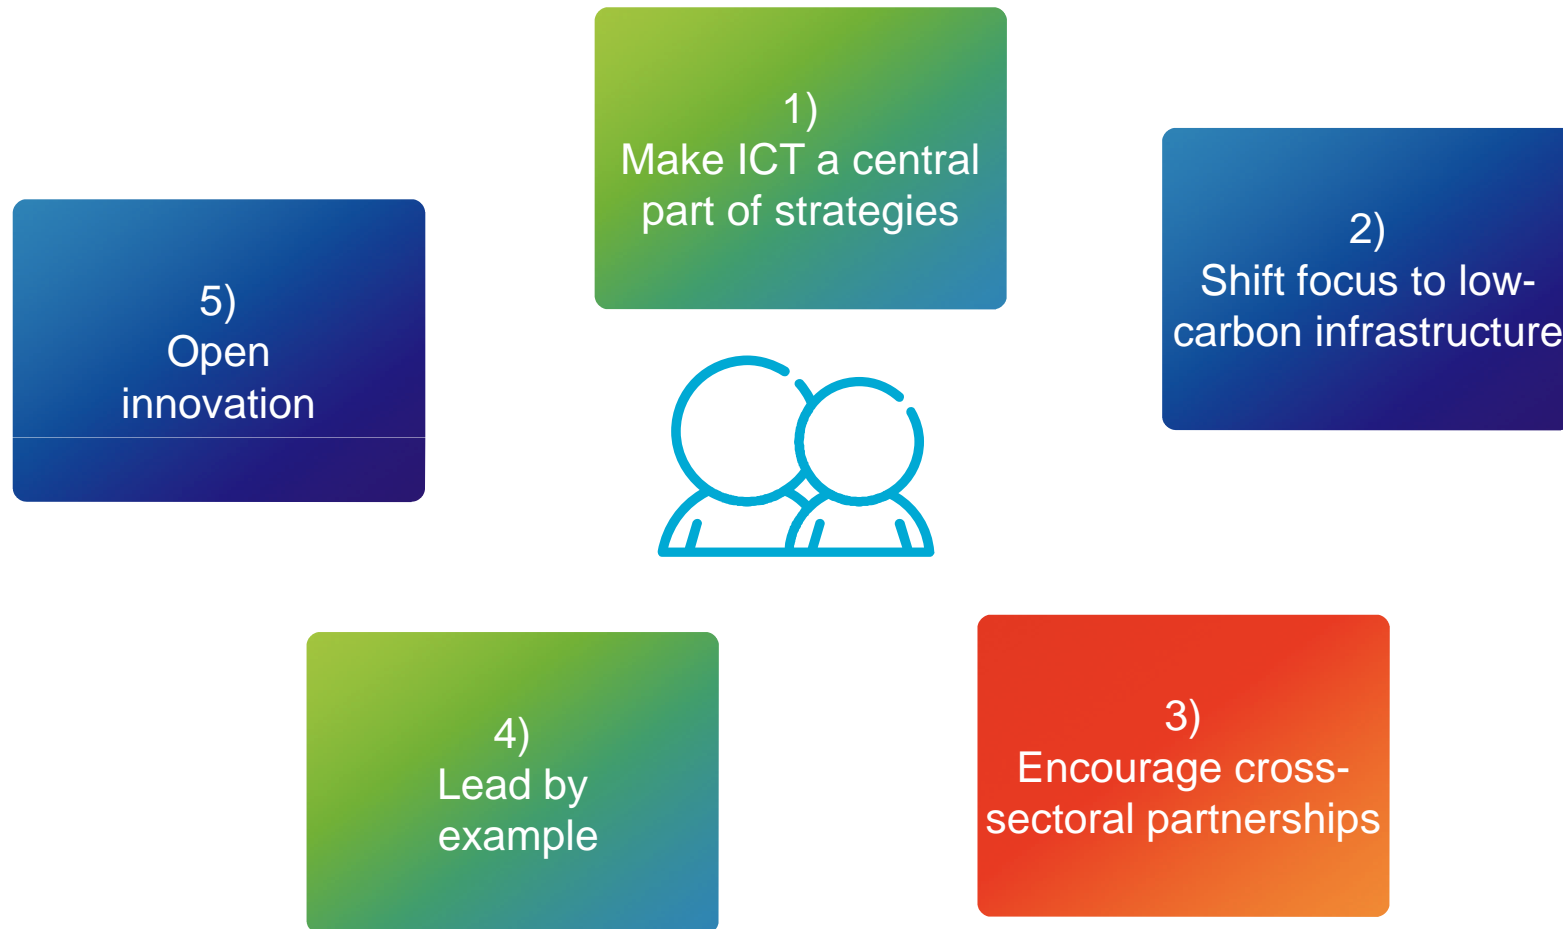 1)
Make ICT a central
part of strategies
2)
Shift focus to low-
carbon infrastructure
3)
Encourage cross-
sectoral partnerships
4)
Lead by
example
5)
Open
innovation